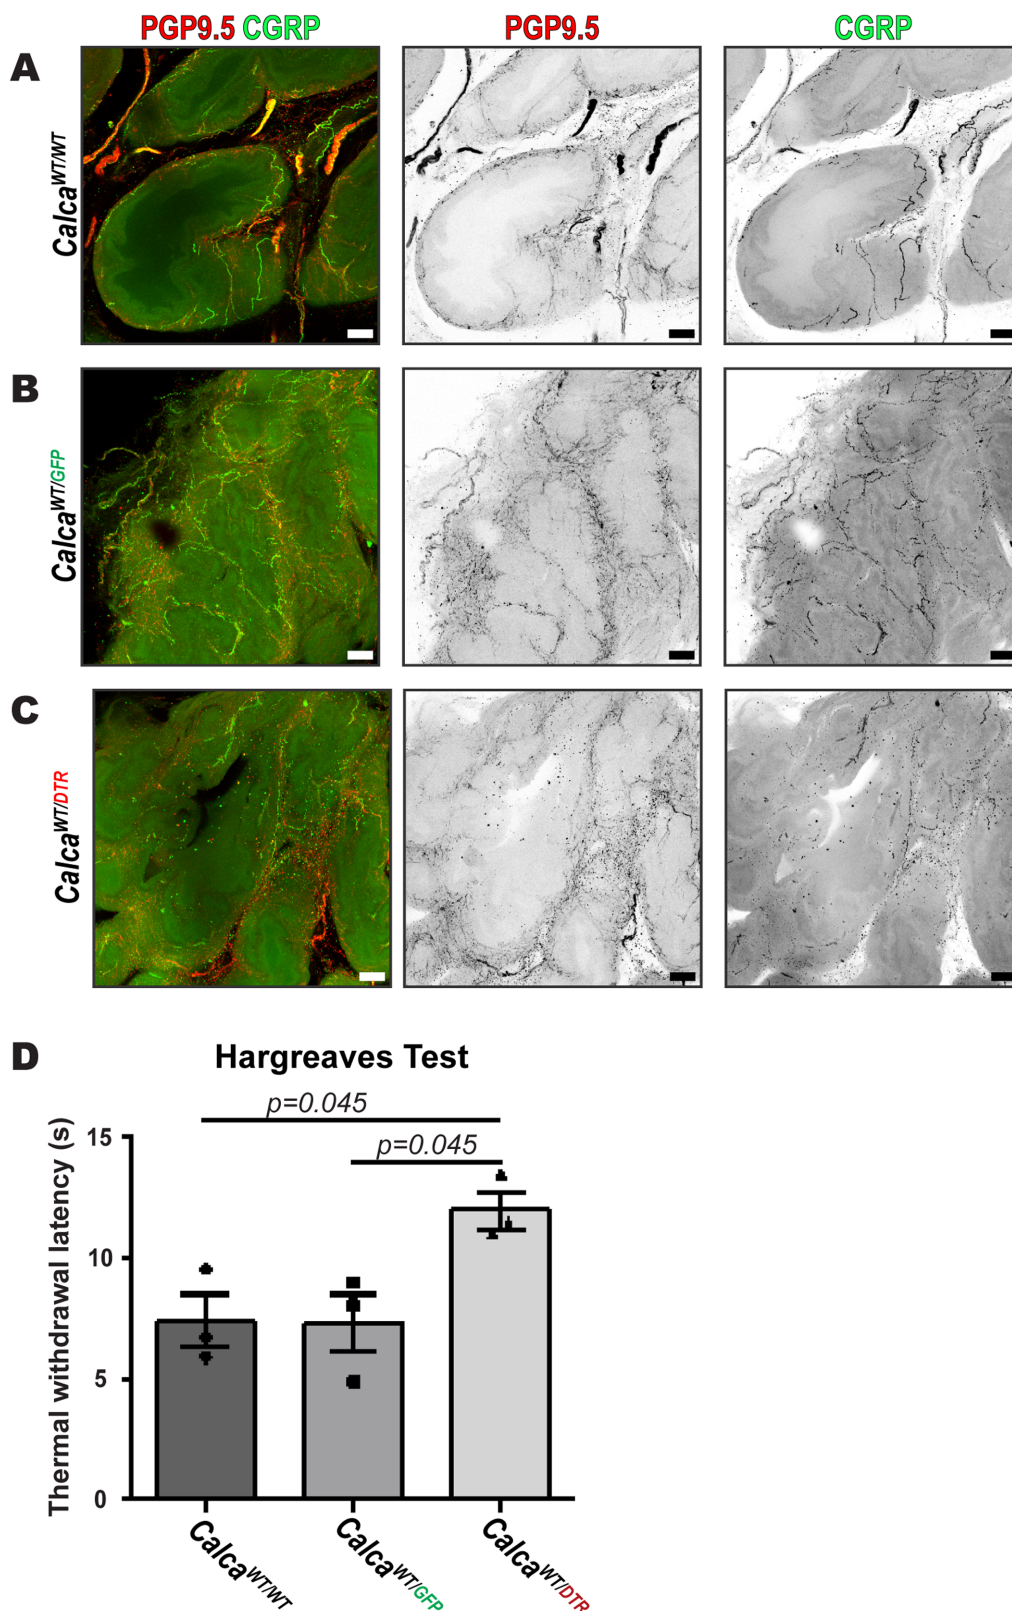 PGP9.5 CGRP
PGP9.5
CGRP
A
Calca^WT/WT
B
Calca^WT/GFP
C
Calca^WT/DTR
D
Hargreaves Test
p=0.045
p=0.045
Thermal withdrawal latency (s)
15
10
5
0
Calca^WT/WT
Calca^WT/GFP
Calca^WT/DTR